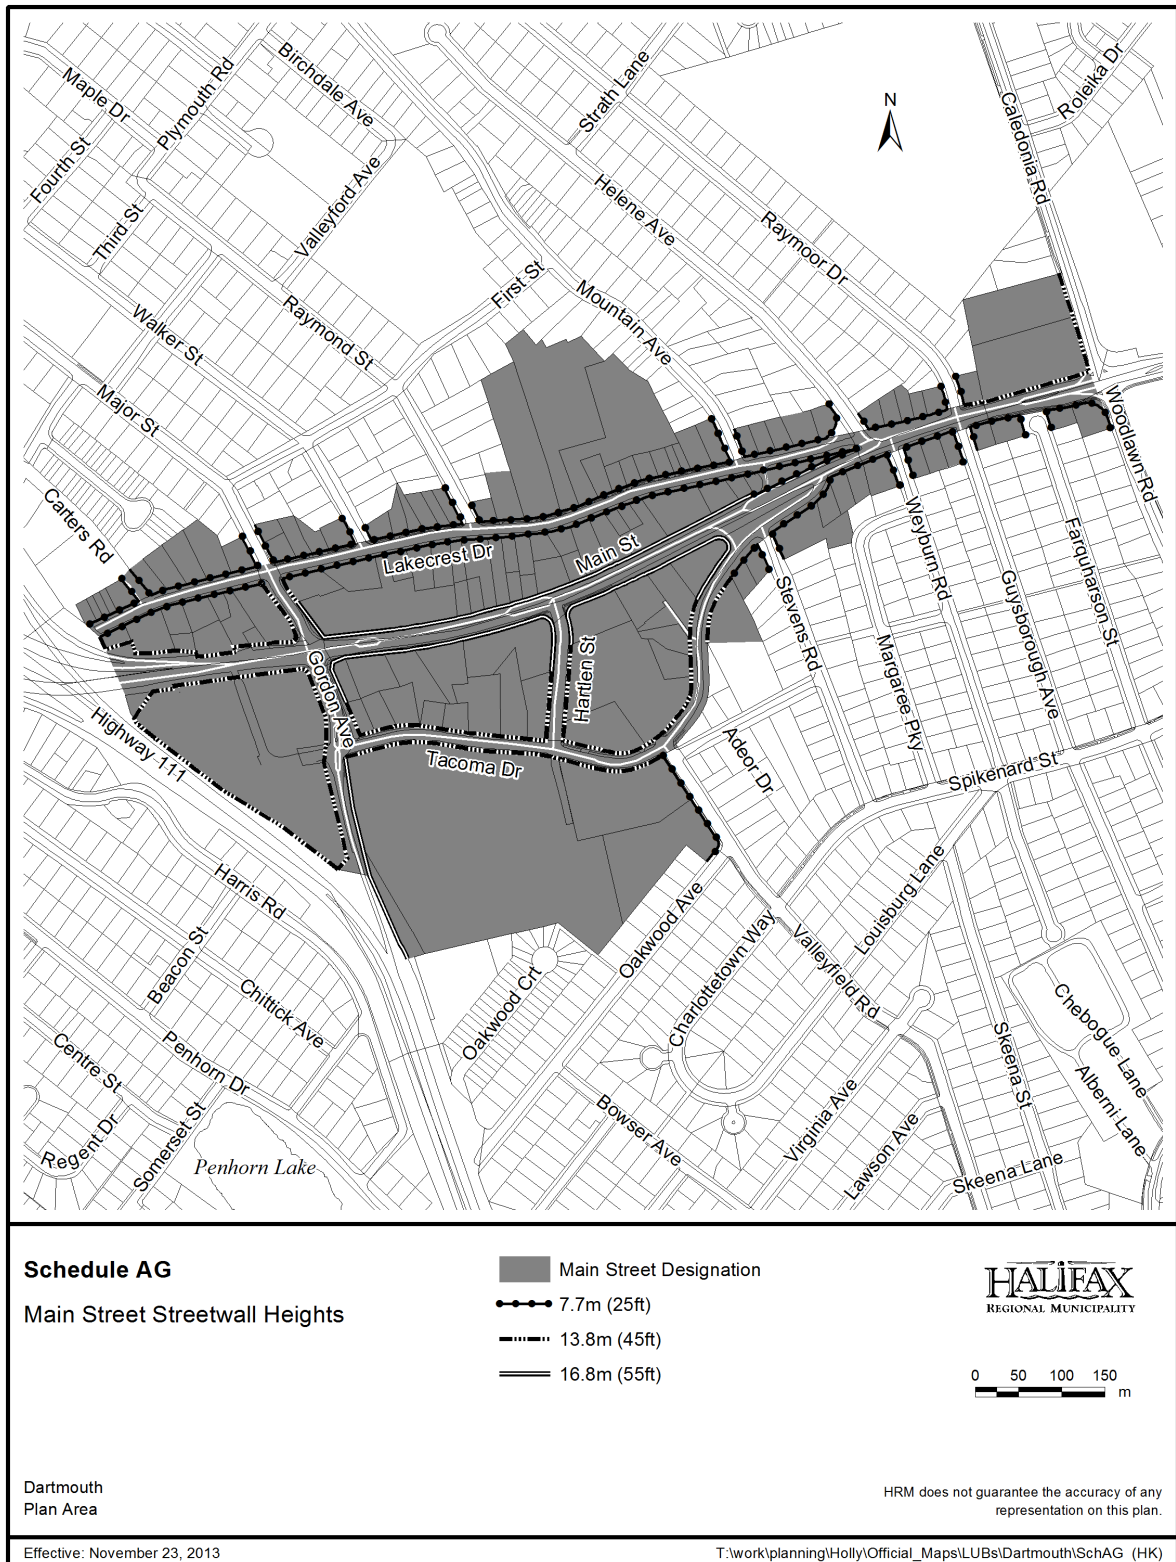 Maple Dr
Plymouth Rd
Birchdale Ave
Strath Lane
N
Caledonia Rd
Roleika Dr
Fourth St
Third St
Valleyford Ave
Helene Ave
Raymoor Dr
First St
Walker St
Raymond St
Mountain Ave
Major St
Woodlawn Rd
Carters Rd
Lakecrest Dr
Main St
Weyburn Rd
Farquharson St
Stevens Rd
Guysborough Ave
Gordon Ave
Hartlen St
Margaree Pky
Highway 111
Tacoma Dr
Adeor Dr
Spikenard St
Harris Rd
Louisburg Lane
Oakwood Ave
Beacon St
Charlottetown Way
Valleyfield Rd
Chittick Ave
Oakwood Crt
Chebogue Lane
Centre St
Penhorn Dr
Skeena St
Alberni Lane
Regent Dr
Somerset St
Penhorn Lake
Bowser Ave
Virginia Ave
Lawson Ave
Skeena Lane
Schedule AG
Main Street Streetwall Heights
Main Street Designation
7.7m (25ft)
13.8m (45ft)
16.8m (55ft)
HALIFAX
REGIONAL MUNICIPALITY
0 50 100 150
m
Dartmouth
Plan Area
HRM does not guarantee the accuracy of any
representation on this plan.
Effective: November 23, 2013
T:\work\planning\Holly\Official_Maps\LUBs\Dartmouth\SchAG (HK)